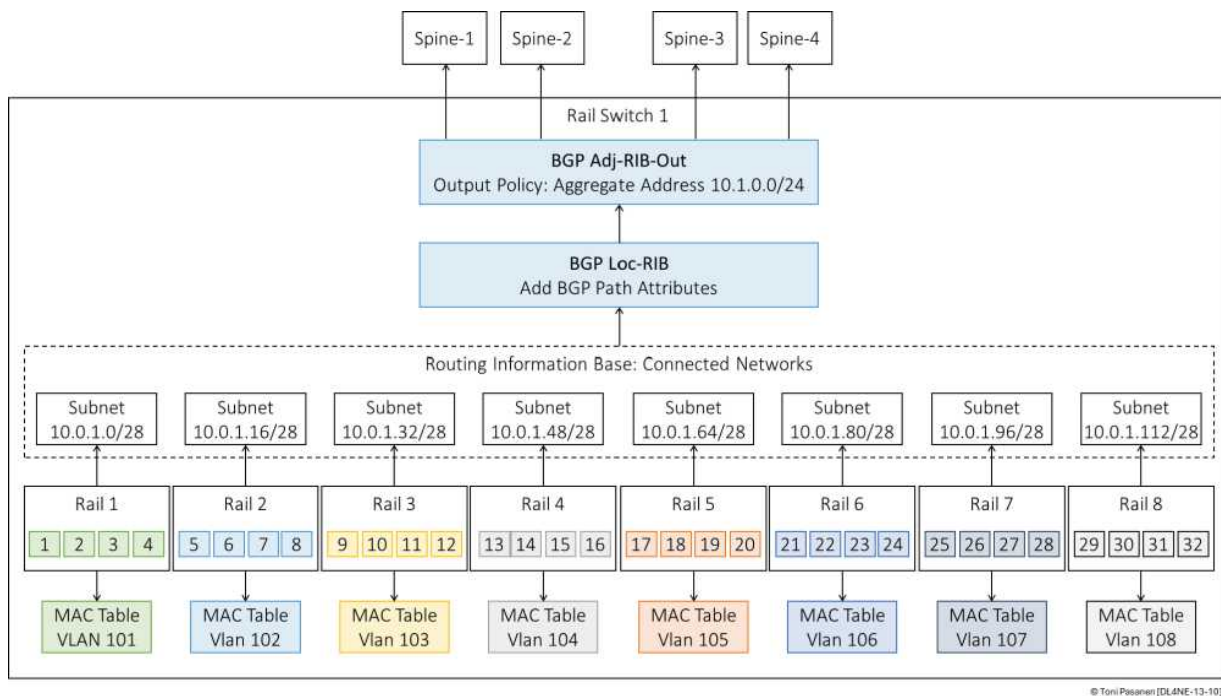 Spine-1
Spine-2
Spine-3
Spine-4
Rail Switch 1
BGP Adj-RIB-Out
Output Policy: Aggregate Address 10.1.0.0/24
BGP Loc-RIB
Add BGP Path Attributes
Routing Information Base: Connected Networks
Subnet
10.0.1.0/28
Subnet
10.0.1.16/28
Subnet
10.0.1.32/28
Subnet
10.0.1.48/28
Subnet
10.0.1.64/28
Subnet
10.0.1.80/28
Subnet
10.0.1.96/28
Subnet
10.0.1.112/28
Rail 1
1 2 3 4
Rail 2
5 6 7 8
Rail 3
9 10 11 12
Rail 4
13 14 15 16
Rail 5
17 18 19 20
Rail 6
21 22 23 24
Rail 7
25 26 27 28
Rail 8
29 30 31 32
MAC Table
VLAN 101
MAC Table
Vlan 102
MAC Table
Vlan 103
MAC Table
Vlan 104
MAC Table
Vlan 105
MAC Table
Vlan 106
MAC Table
Vlan 107
MAC Table
Vlan 108
© Toni Pasanen [DL4NE-13-10]